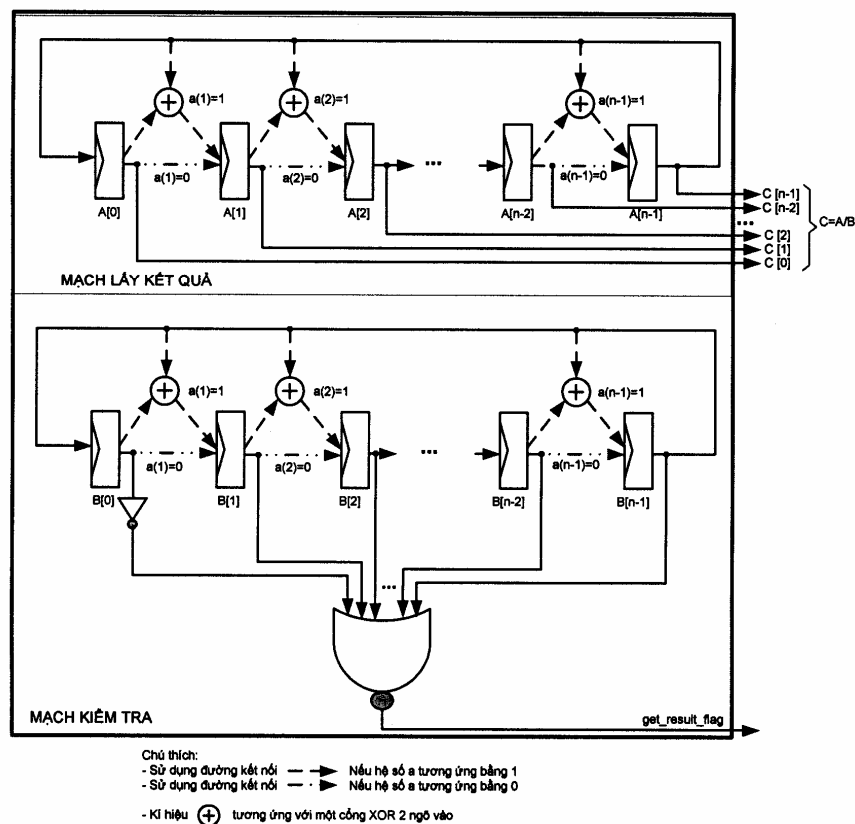 a(1)=1 a(2)=1 a(n-1)=1
a(1)=0 a(2)=0 a(n-1)=0
A[0] A[1] A[2] ... A[n-2] A[n-1]
C [n-1]
C [n-2]
...
C [2]
C [1]
C [0]
C=A/B
MẠCH LẤY KẾT QUẢ
a(1)=1 a(2)=1 a(n-1)=1
a(1)=0 a(2)=0 a(n-1)=0
B[0] B[1] B[2] ... B[n-2] B[n-1]
...
MẠCH KIỂM TRA
get_result_flag
Chú thích:
- Sử dụng đường kết nối Nếu hệ số a tương ứng bằng 1
- Sử dụng đường kết nối Nếu hệ số a tương ứng bằng 0
- Kí hiệu + tương ứng với một cổng XOR 2 ngõ vào